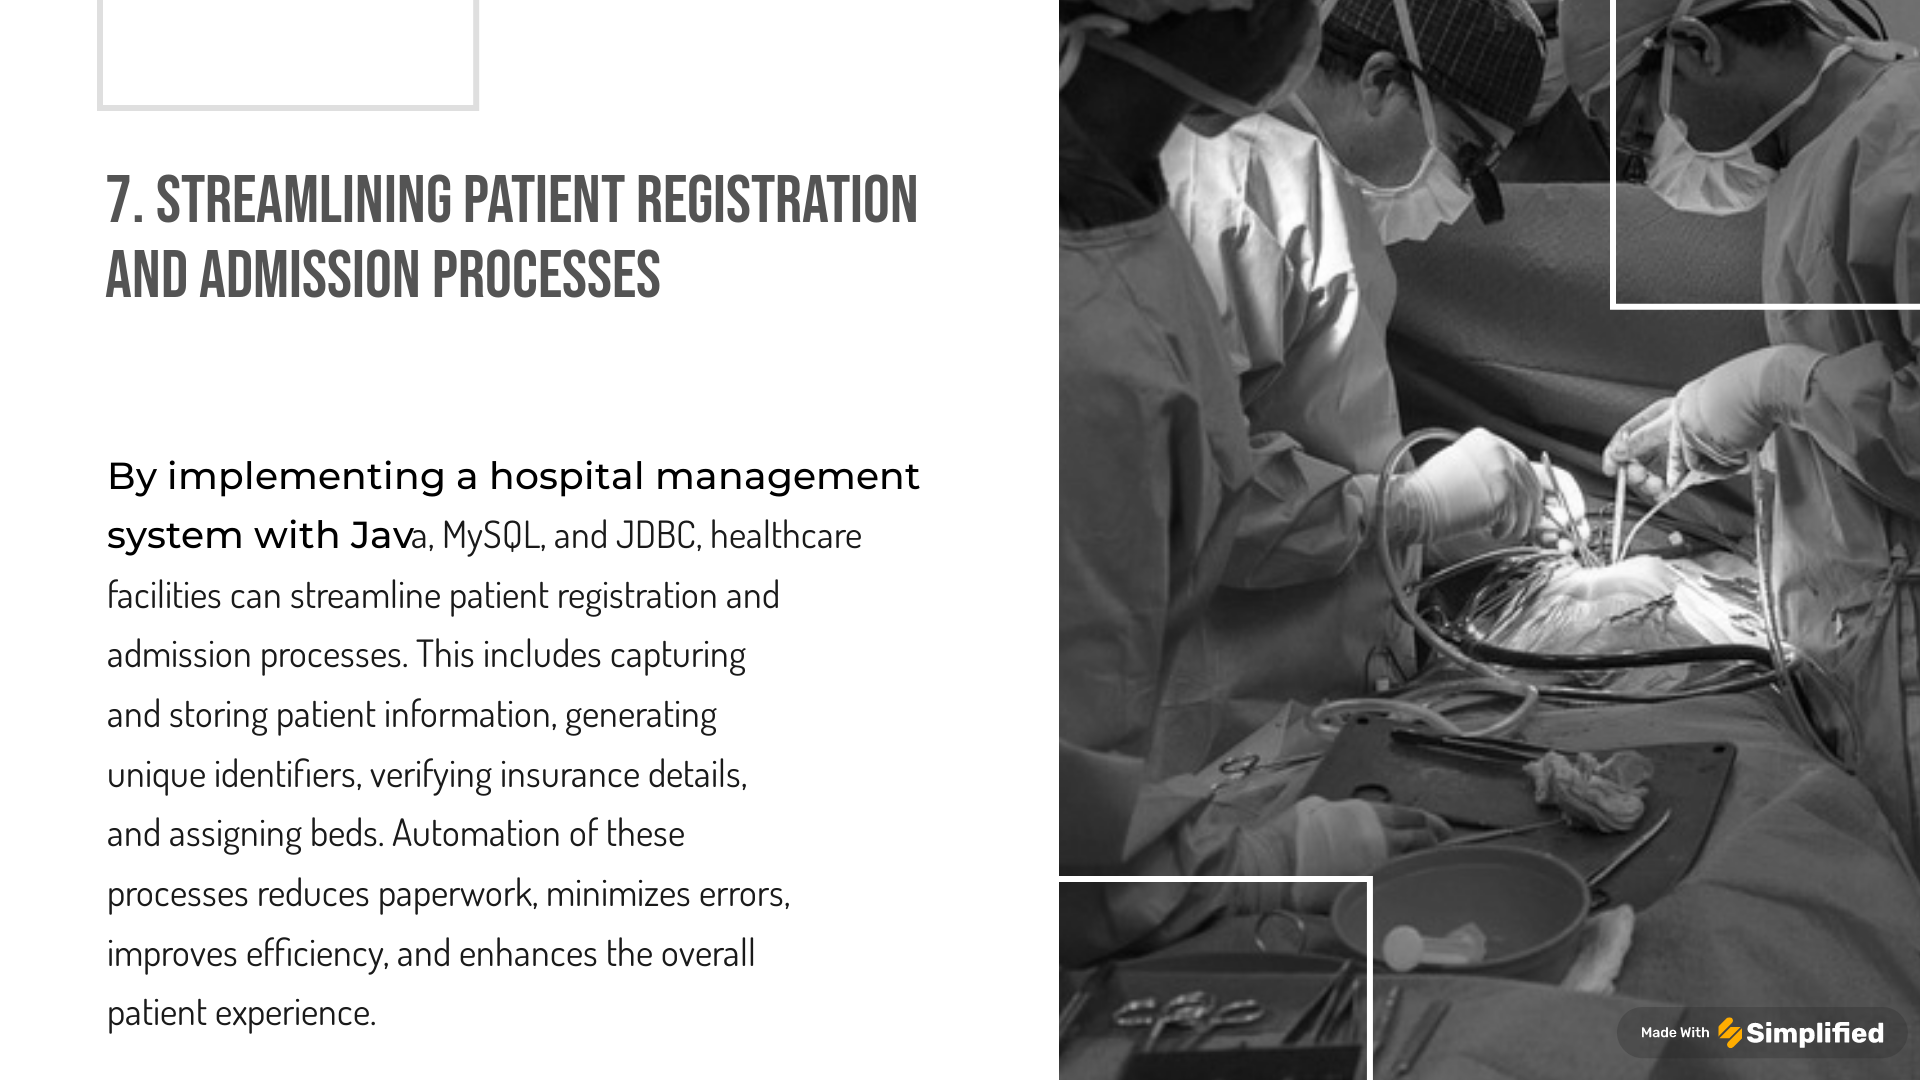 7. STREAMLINING PATIENT REGISTRATION
AND ADMISSION PROCESSES
By implementing a hospital management
system with Java, MySQL, and JDBC, healthcare
facilities can streamline patient registration and
admission processes. This includes capturing
and storing patient information, generating
unique identifiers, verifying insurance details,
and assigning beds. Automation of these
processes reduces paperwork, minimizes errors,
improves efficiency, and enhances the overall
patient experience.
Made With Simplified